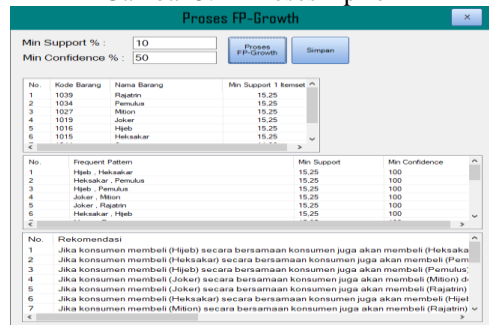 Proses FP-Growth
Min Support % : 10
Min Confidence % : 50
Proses FP-Growth
Simpan
No. Kode Barang Nama Barang Min Support 1 Itemset
1 1039 Rajatrin 15,25
2 1034 Pemulus 15,25
3 1027 Mition 15,25
4 1019 Joker 15,25
5 1016 Hijeb 15,25
6 1015 Heksakar 15,25
No. Frequent Pattern Min Support Min Confidence
1 Hijeb , Heksakar 15,25 100
2 Heksakar , Pemulus 15,25 100
3 Hijeb , Pemulus 15,25 100
4 Joker , Mition 15,25 100
5 Joker , Rajatrin 15,25 100
6 Heksakar , Hijeb 15,25 100
No. Rekomendasi
1 Jika konsumen membeli (Hijeb) secara bersamaan konsumen juga akan membeli (Heksaka
2 Jika konsumen membeli (Heksakar) secara bersamaan konsumen juga akan membeli (Pem
3 Jika konsumen membeli (Hijeb) secara bersamaan konsumen juga akan membeli (Pemulus)
4 Jika konsumen membeli (Joker) secara bersamaan konsumen juga akan membeli (Mition) d
5 Jika konsumen membeli (Joker) secara bersamaan konsumen juga akan membeli (Rajatrin)
6 Jika konsumen membeli (Heksakar) secara bersamaan konsumen juga akan membeli (Hijeb
7 Jika konsumen membeli (Mition) secara bersamaan konsumen juga akan membeli (Rajatrin)